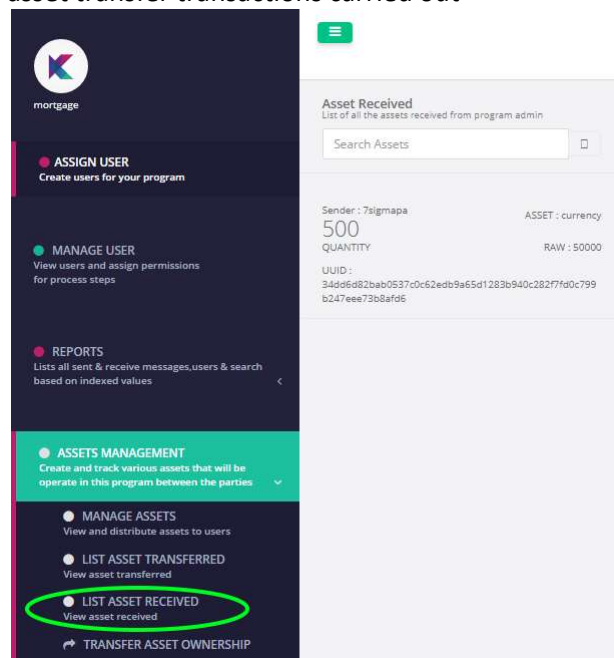 asset transfer transactions carried out
mortgage
ASSIGN USER
Create users for your program
MANAGE USER
View users and assign permissions
for process steps
REPORTS
Lists all sent & receive messages,users & search
based on indexed values
ASSETS MANAGEMENT
Create and track various assets that will be
operate in this program between the parties
MANAGE ASSETS
View and distribute assets to users
LIST ASSET TRANSFERRED
View asset transferred
LIST ASSET RECEIVED
View asset received
TRANSFER ASSET OWNERSHIP
Asset Received
List of all the assets received from program admin
Search Assets
Sender : 7sigmapa
ASSET : currency
500
QUANTITY
RAW : 50000
UUID :
34dd6d82bab0537c0c62edb9a65d1283b940c282f7fd0c799
b247eee73b8afd6